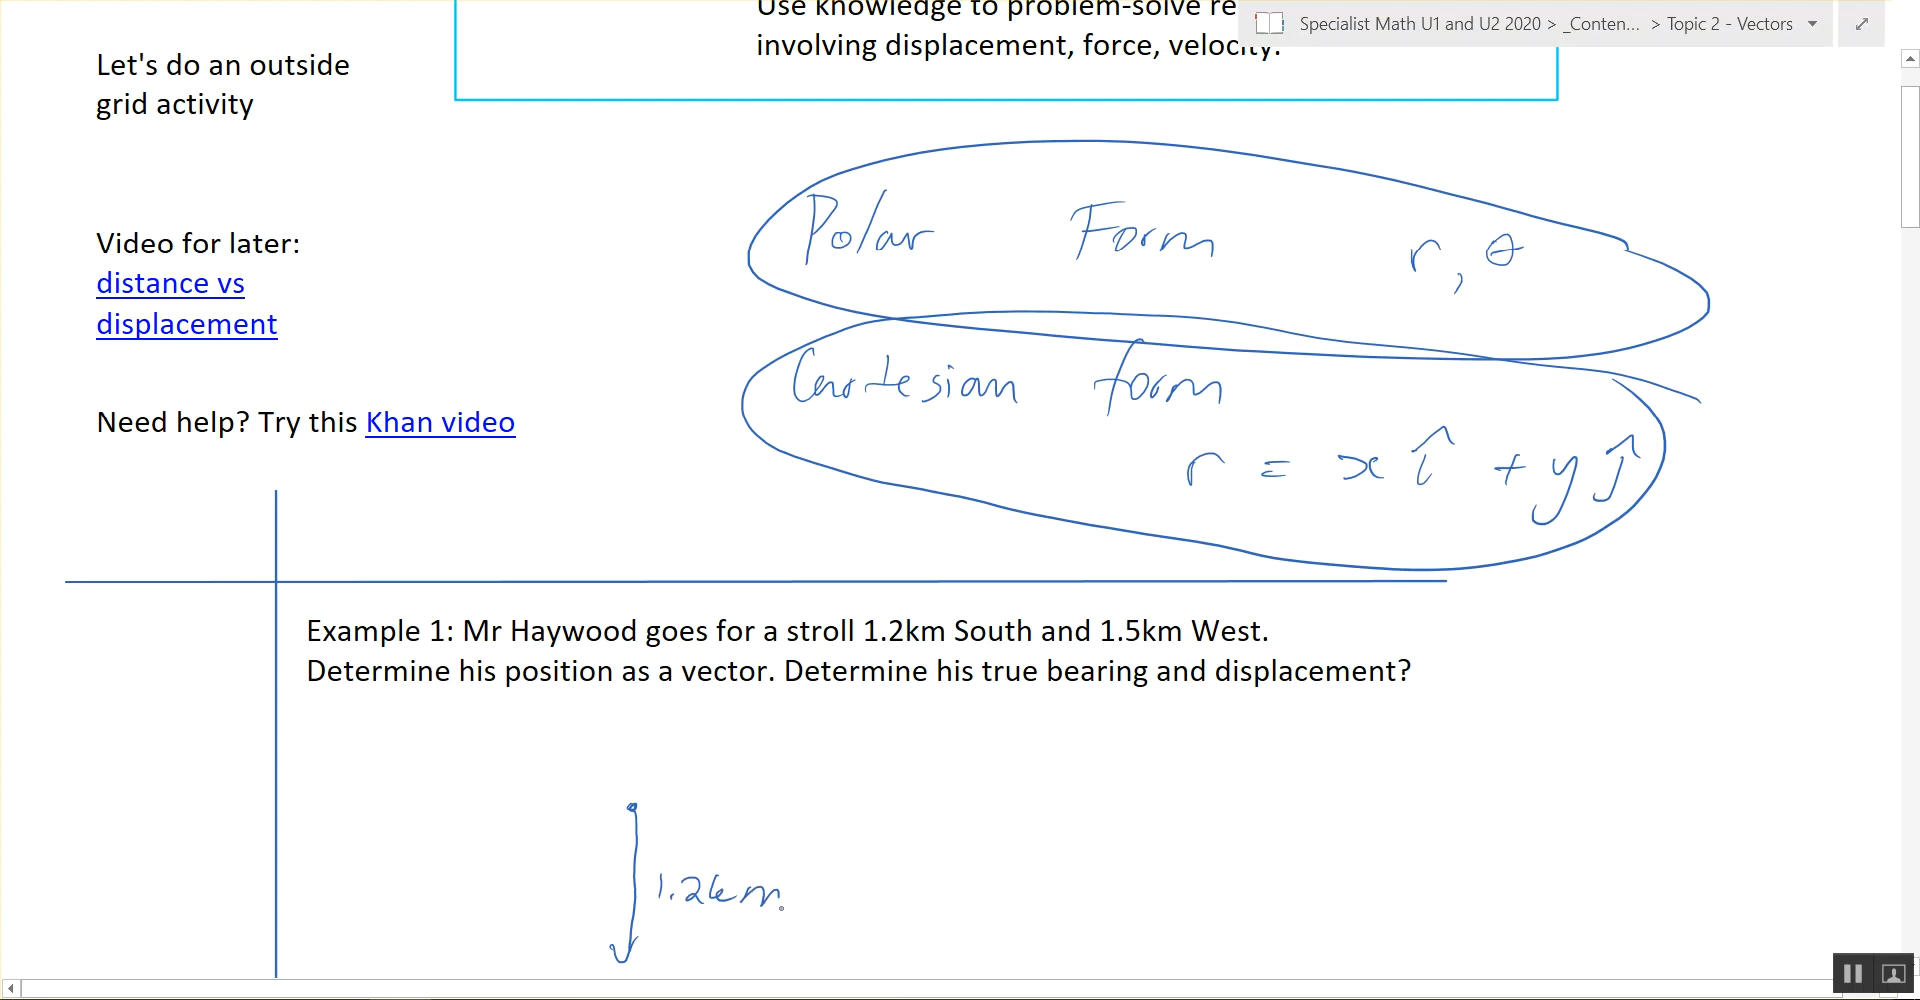 Use knowledge to problem-solve re
involving displacement, force, velocity.
Specialist Math U1 and U2 2020 > _Conten... > Topic 2 - Vectors
Let's do an outside
grid activity
Polar Form r, θ
Video for later:
distance vs
displacement
Cartesian form
r = x î + y ĵ
Need help? Try this Khan video
Example 1: Mr Haywood goes for a stroll 1.2km South and 1.5km West.
Determine his position as a vector. Determine his true bearing and displacement?
1.2km